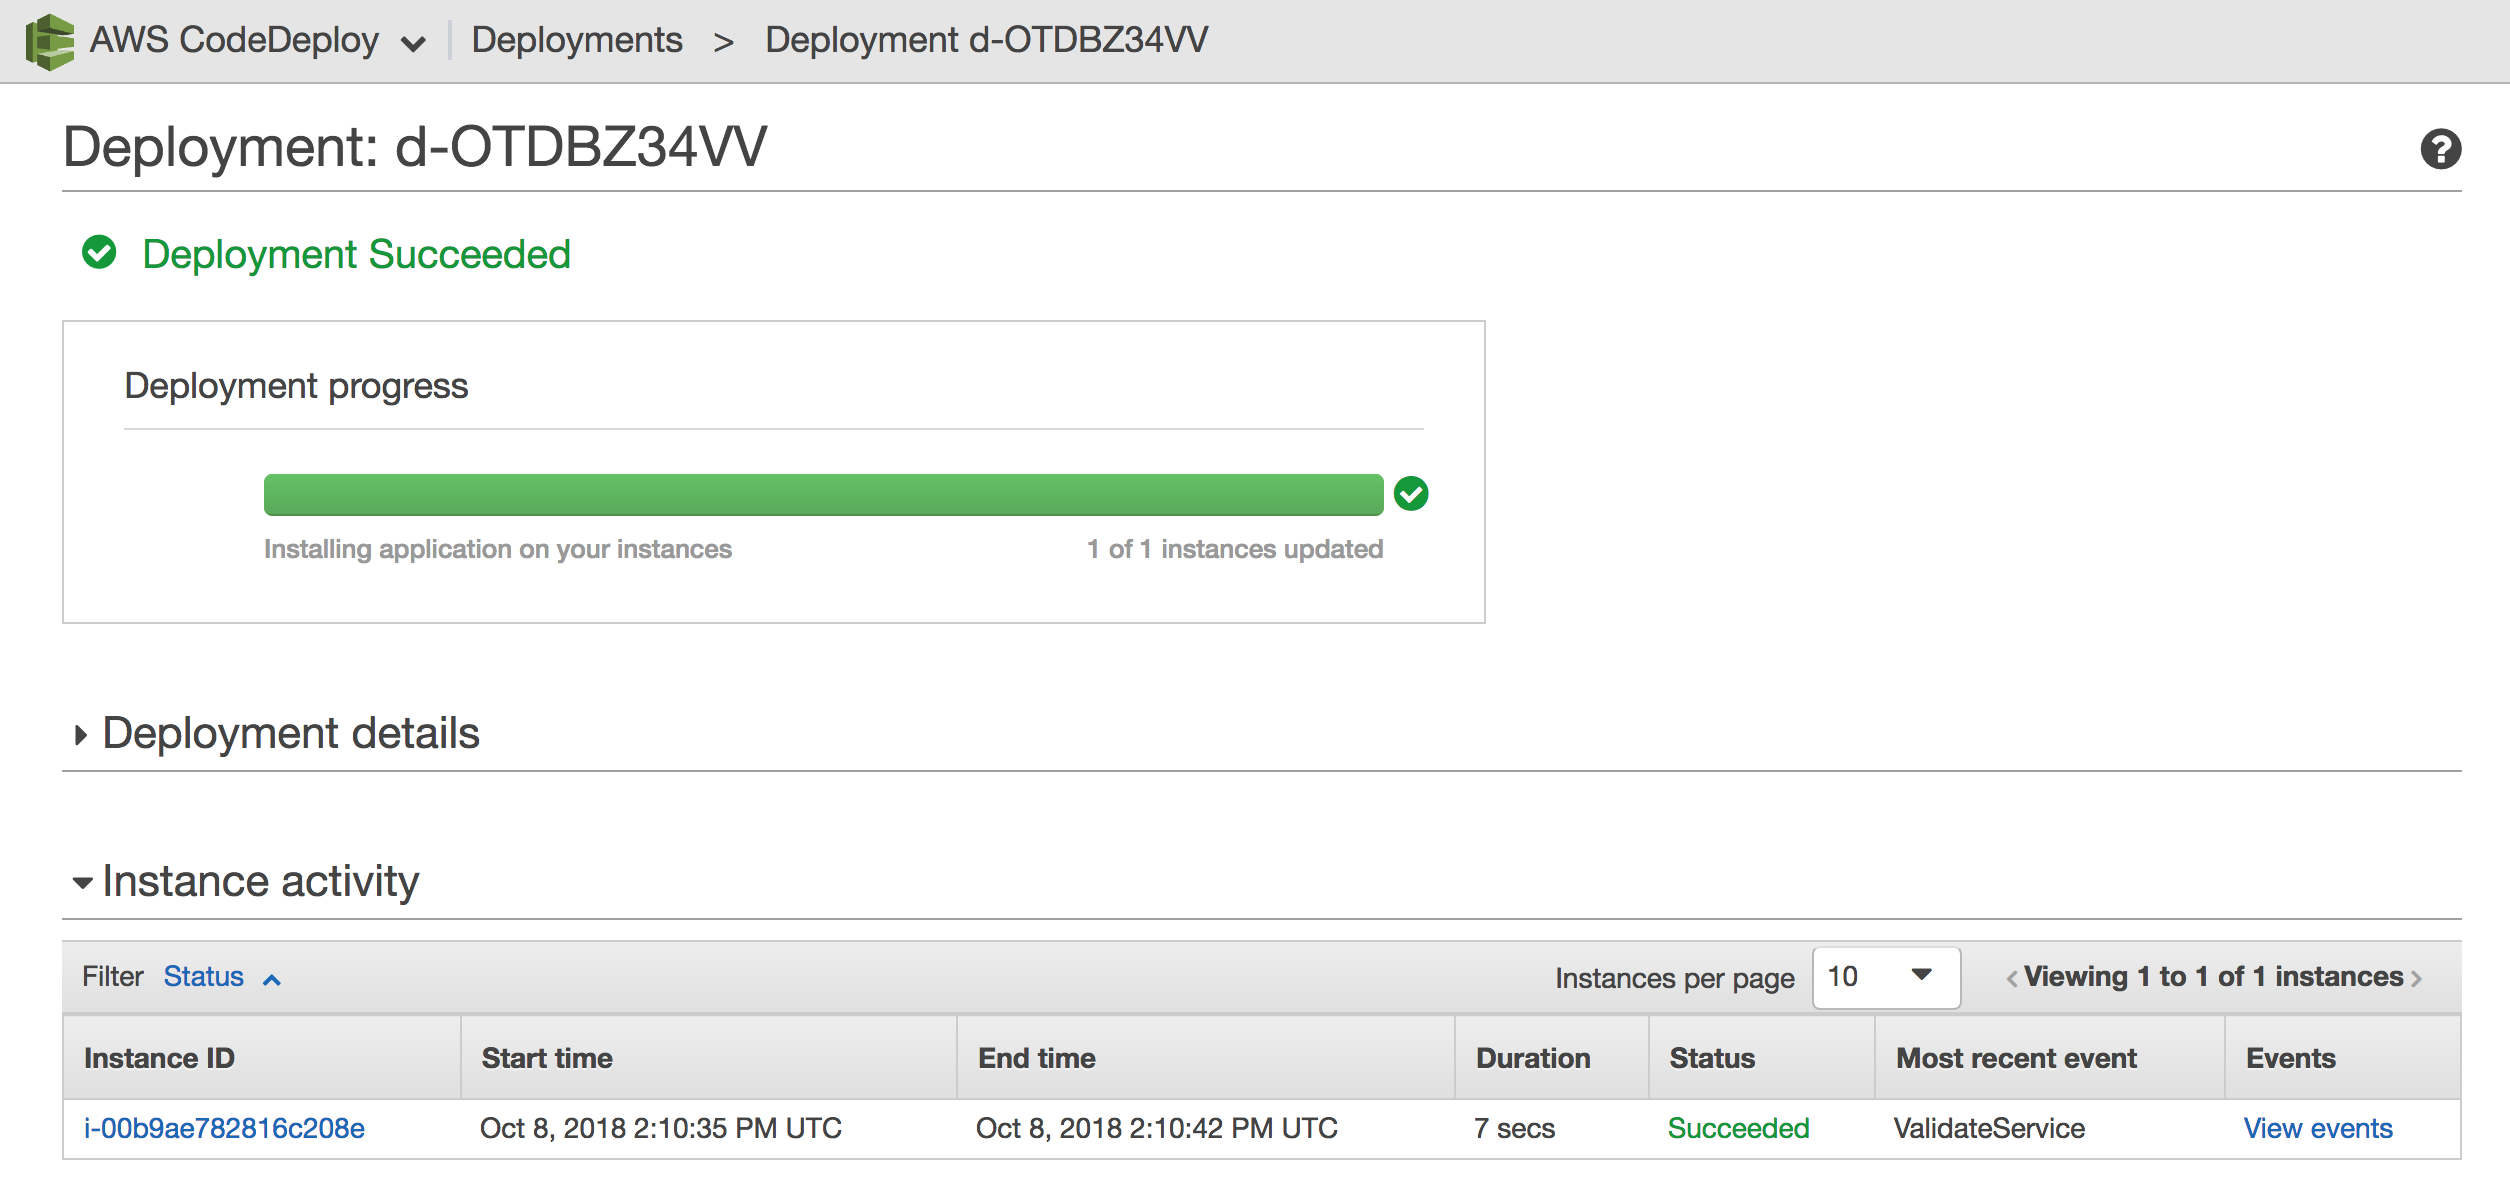 AWS CodeDeploy Deployments > Deployment d-OTDBZ34VV
Deployment: d-OTDBZ34VV
Deployment Succeeded
Deployment progress
Installing application on your instances 1 of 1 instances updated
Deployment details
Instance activity
Filter Status Instances per page 10 Viewing 1 to 1 of 1 instances
Instance ID Start time End time Duration Status Most recent event Events
i-00b9ae782816c208e Oct 8, 2018 2:10:35 PM UTC Oct 8, 2018 2:10:42 PM UTC 7 secs Succeeded ValidateService View events